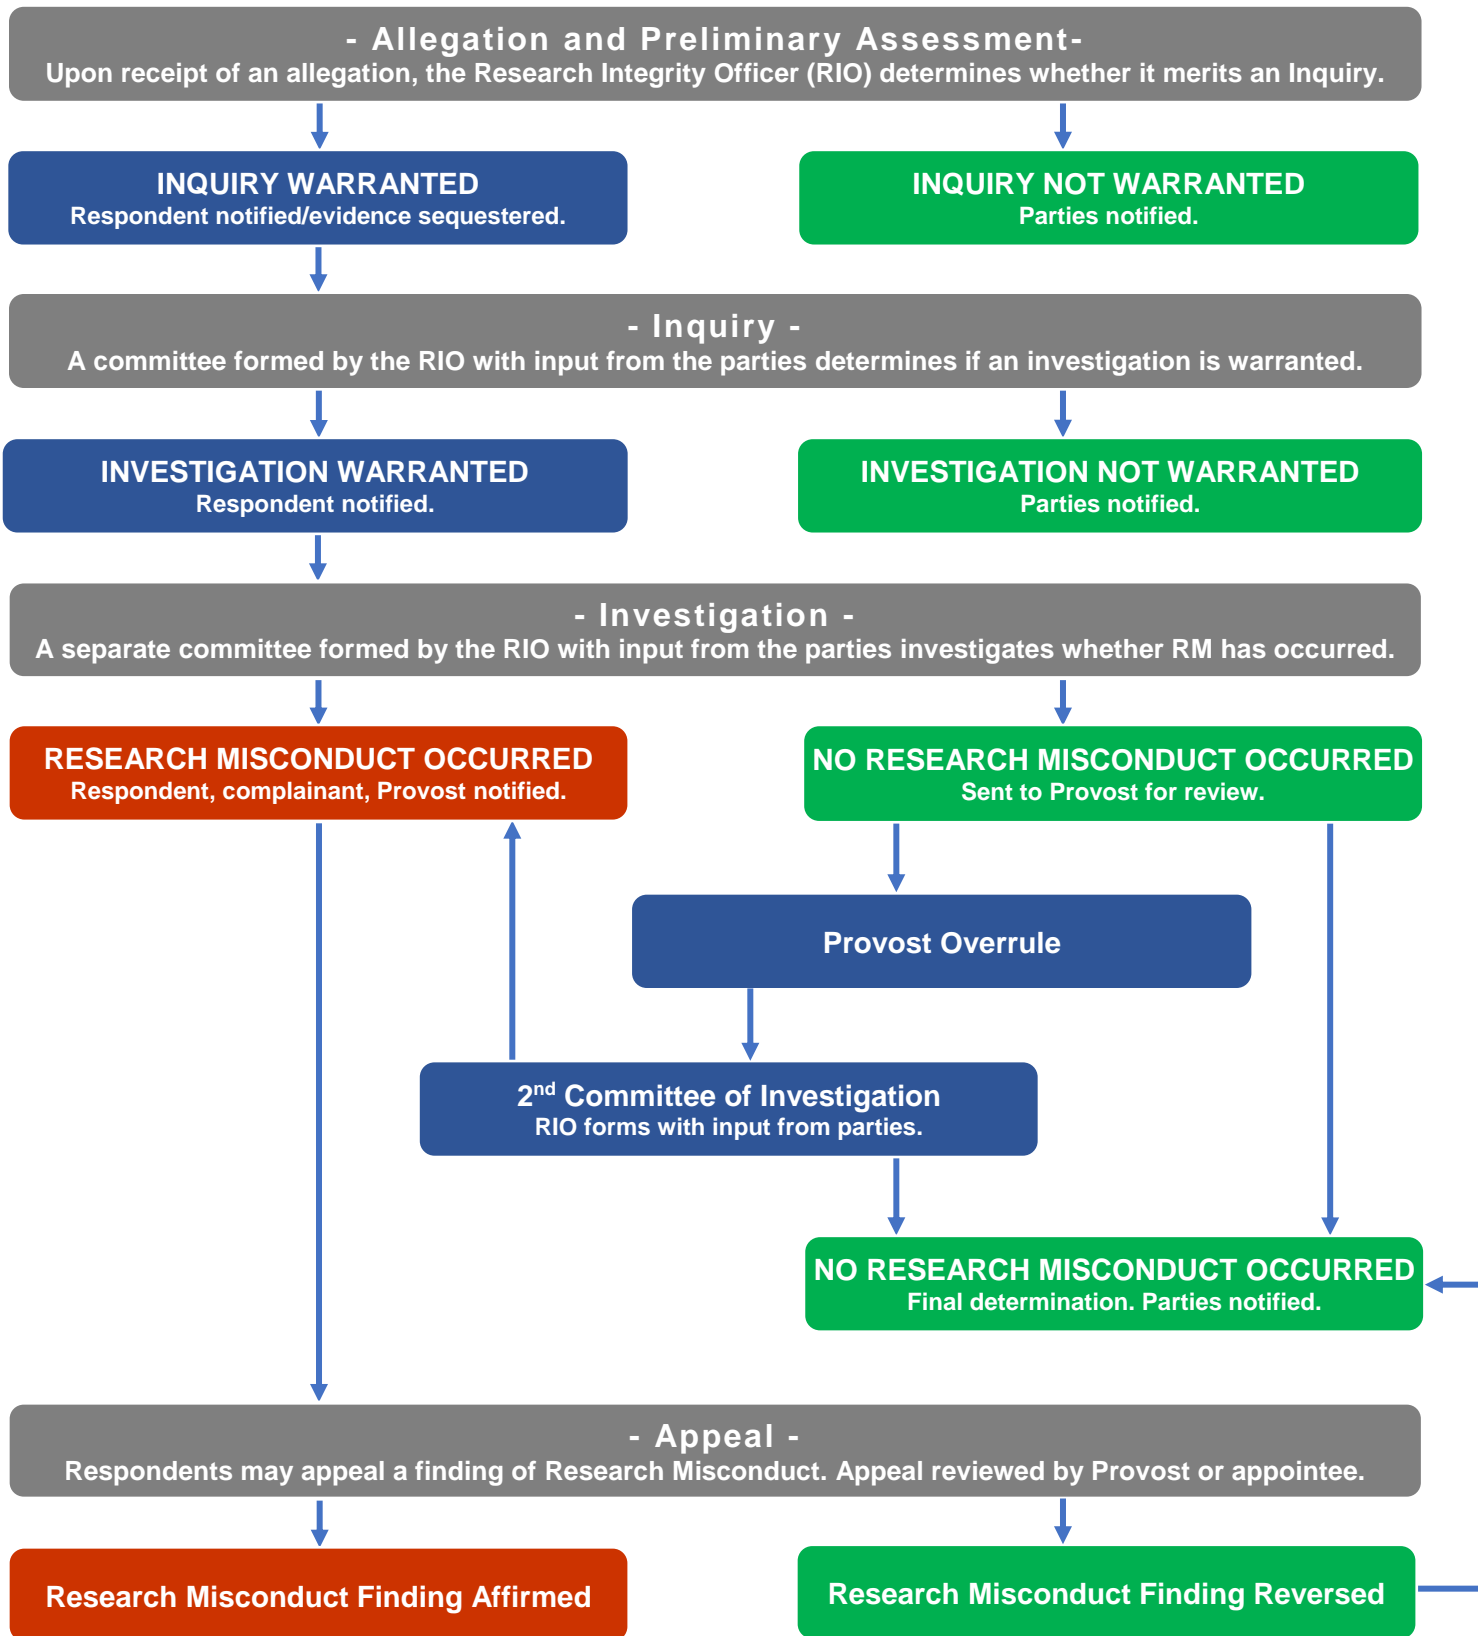 - Allegation and Preliminary Assessment-
Upon receipt of an allegation, the Research Integrity Officer (RIO) determines whether it merits an Inquiry.
INQUIRY WARRANTED
Respondent notified/evidence sequestered.
INQUIRY NOT WARRANTED
Parties notified.
- Inquiry -
A committee formed by the RIO with input from the parties determines if an investigation is warranted.
INVESTIGATION WARRANTED
Respondent notified.
INVESTIGATION NOT WARRANTED
Parties notified.
- Investigation -
A separate committee formed by the RIO with input from the parties investigates whether RM has occurred.
RESEARCH MISCONDUCT OCCURRED
Respondent, complainant, Provost notified.
NO RESEARCH MISCONDUCT OCCURRED
Sent to Provost for review.
Provost Overrule
2nd Committee of Investigation
RIO forms with input from parties.
NO RESEARCH MISCONDUCT OCCURRED
Final determination. Parties notified.
- Appeal -
Respondents may appeal a finding of Research Misconduct. Appeal reviewed by Provost or appointee.
Research Misconduct Finding Affirmed
Research Misconduct Finding Reversed